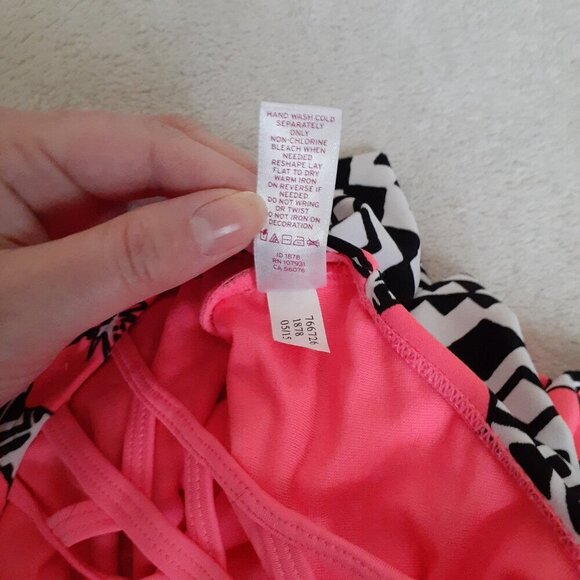 HAND WASH COLD
SEPARATELY
ONLY
NON-CHLORINE
BLEACH WHEN
NEEDED
RESHAPE LAY
FLAT TO DRY
WARM IRON
ON REVERSE IF
NEEDED
DO NOT WRING
OR TWIST
DO NOT IRON ON
DECORATION
ID 1878
RN 107931
CA 56076
766726
1878
05/15